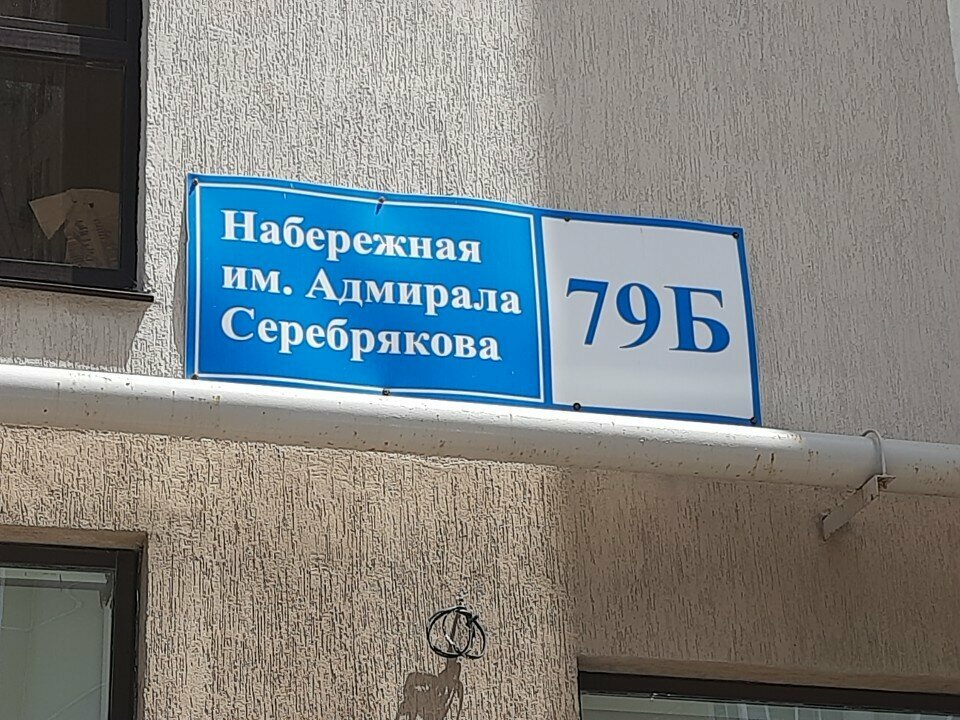 Набережная
им. Адмирала
Серебрякова
79Б